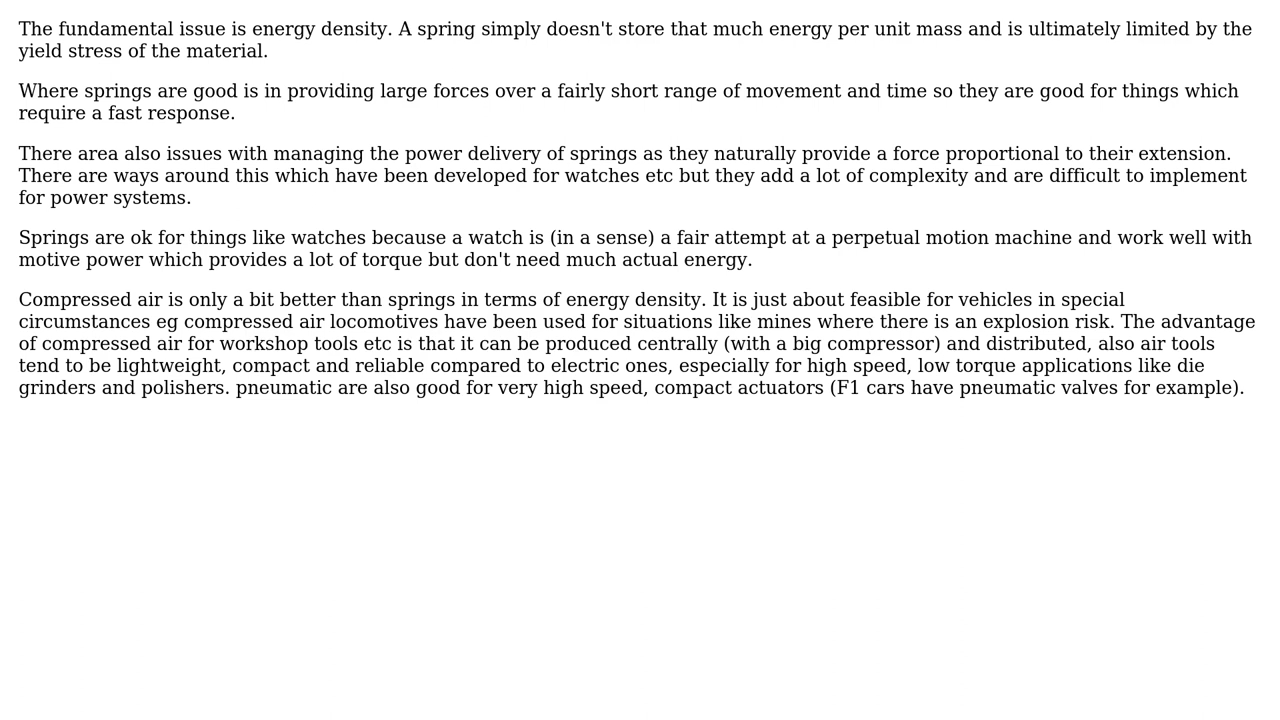 The fundamental issue is energy density. A spring simply doesn't store that much energy per unit mass and is ultimately limited by the
yield stress of the material.
Where springs are good is in providing large forces over a fairly short range of movement and time so they are good for things which
require a fast response.
There area also issues with managing the power delivery of springs as they naturally provide a force proportional to their extension.
There are ways around this which have been developed for watches etc but they add a lot of complexity and are difficult to implement
for power systems.
Springs are ok for things like watches because a watch is (in a sense) a fair attempt at a perpetual motion machine and work well with
motive power which provides a lot of torque but don't need much actual energy.
Compressed air is only a bit better than springs in terms of energy density. It is just about feasible for vehicles in special
circumstances eg compressed air locomotives have been used for situations like mines where there is an explosion risk. The advantage
of compressed air for workshop tools etc is that it can be produced centrally (with a big compressor) and distributed, also air tools
tend to be lightweight, compact and reliable compared to electric ones, especially for high speed, low torque applications like die
grinders and polishers. pneumatic are also good for very high speed, compact actuators (F1 cars have pneumatic valves for example).